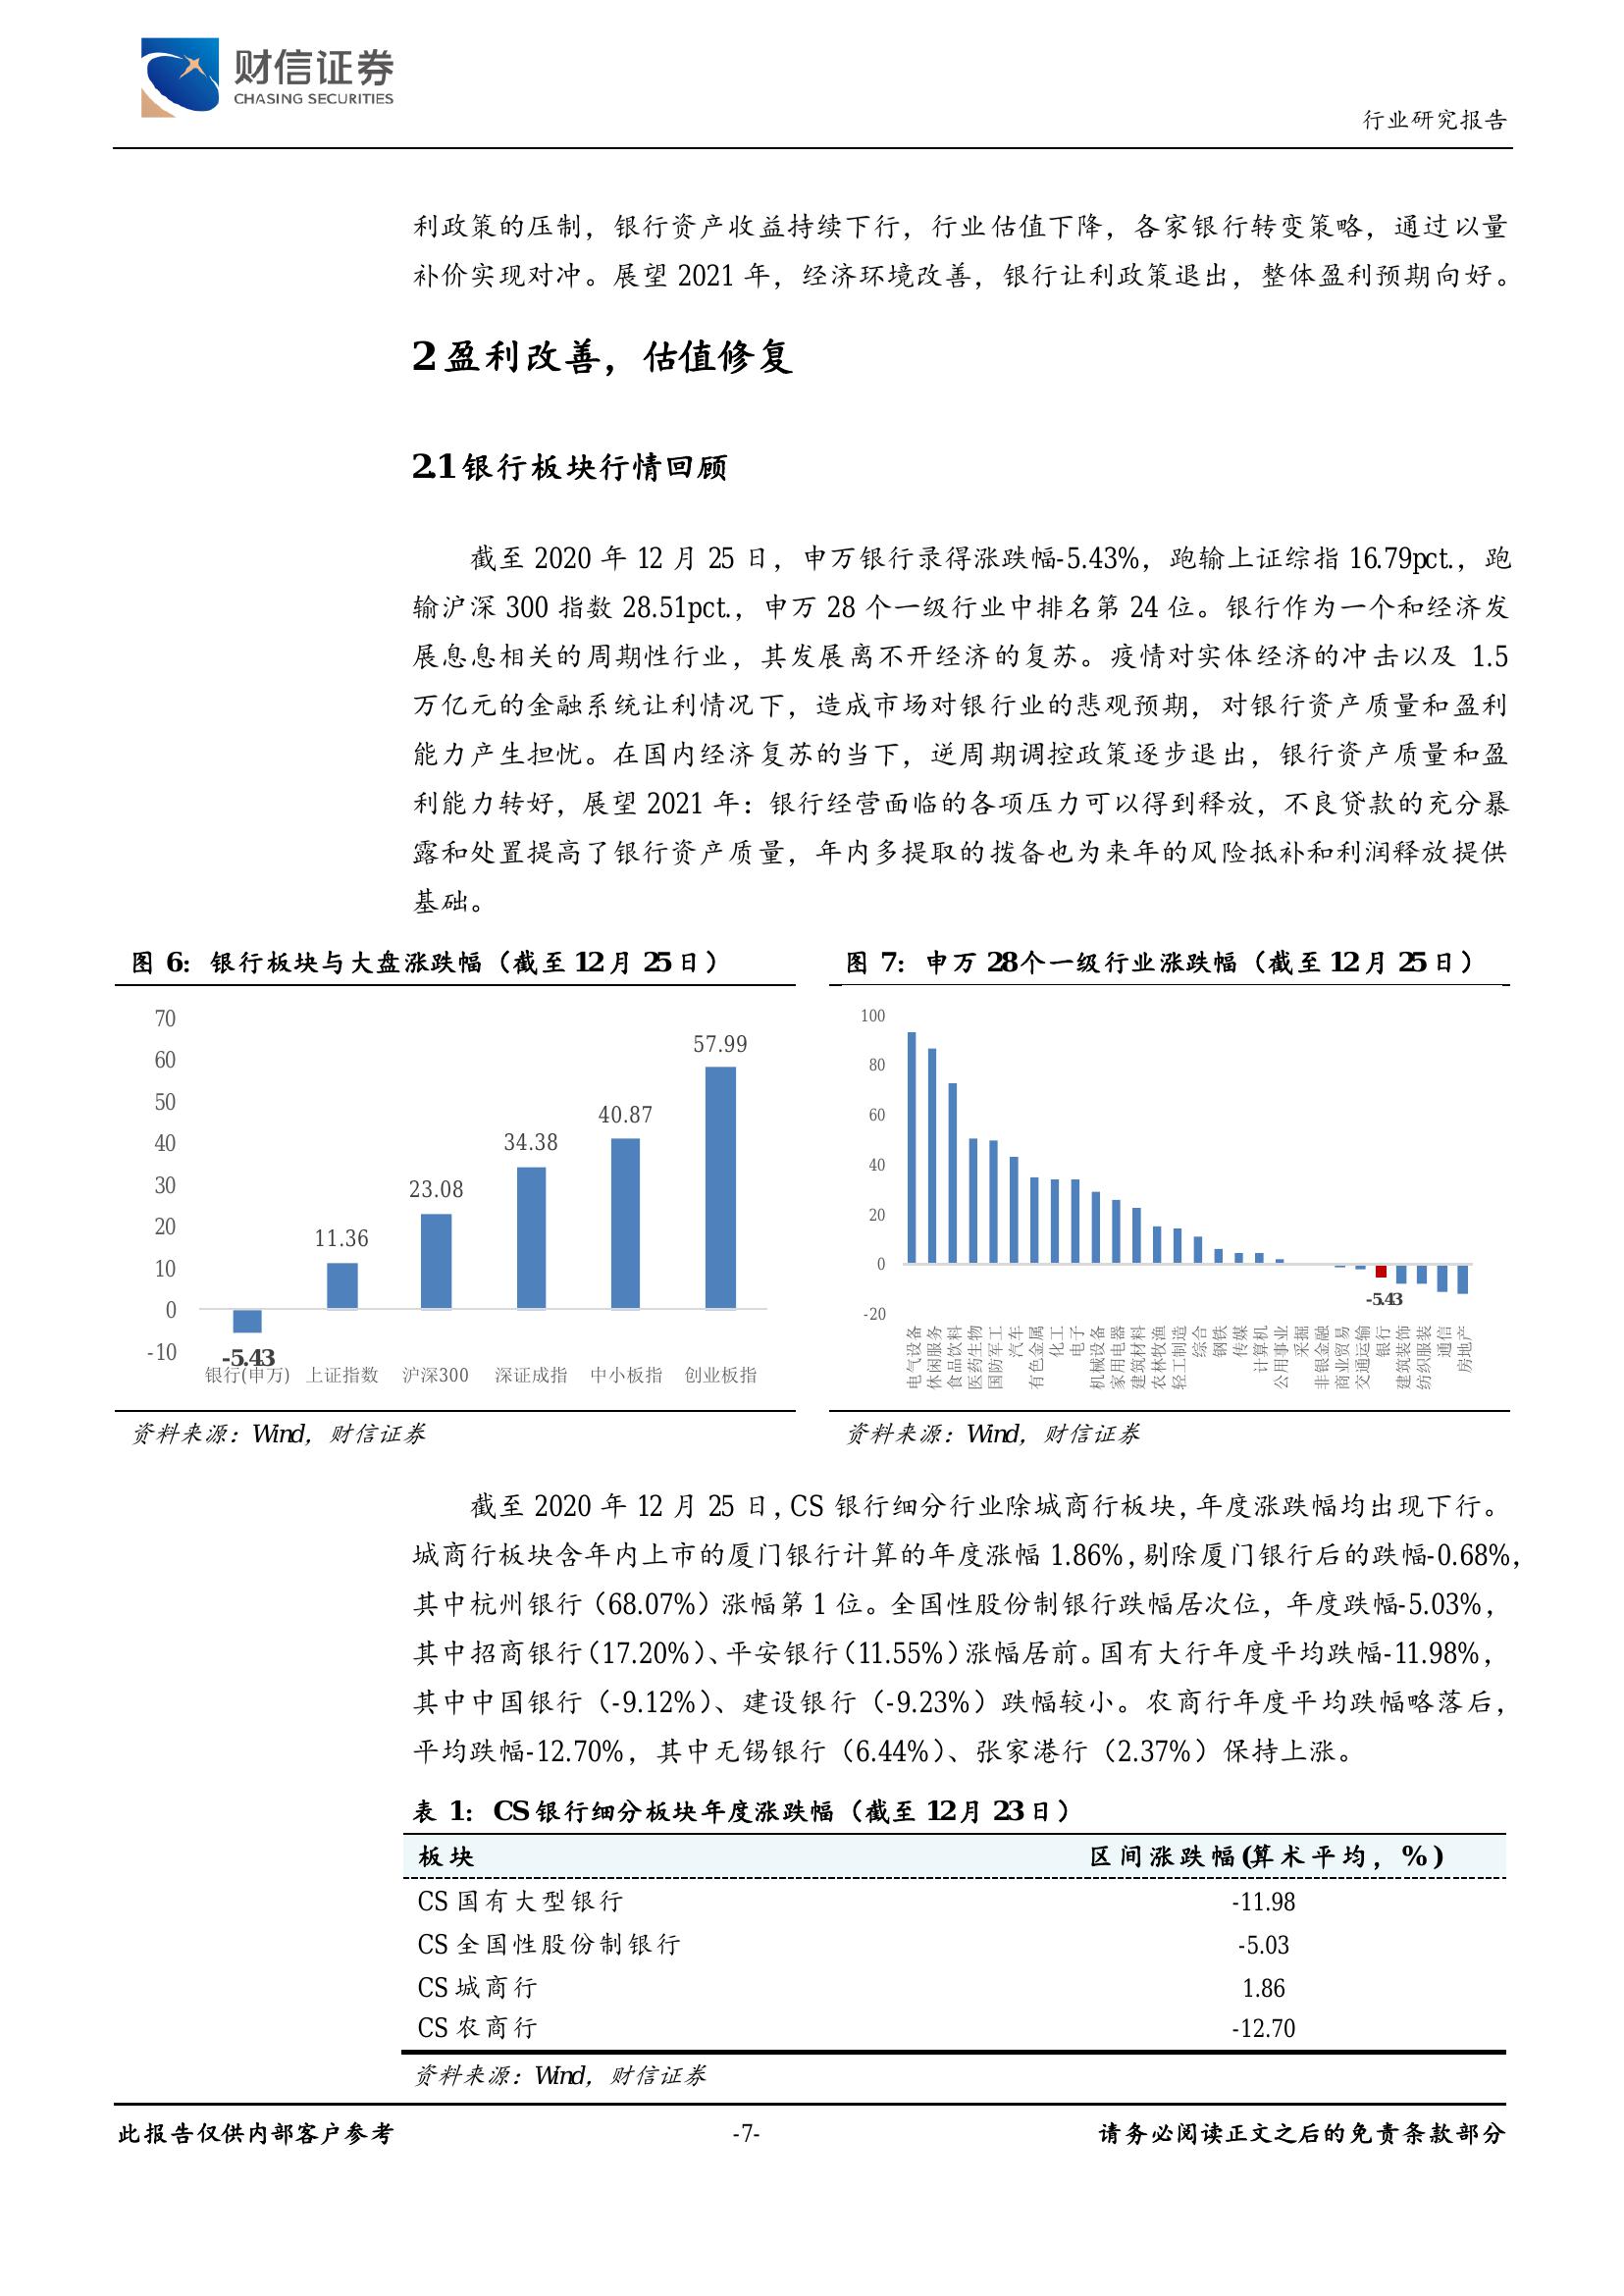 财信证券
CHASING SECURITIES
行业研究报告
利政策的压制，银行资产收益持续下行，行业估值下降，各家银行转变策略，通过以量
补价实现对冲。展望 2021 年，经济环境改善，银行让利政策退出，整体盈利预期向好。
2 盈利改善，估值修复
2.1 银行板块行情回顾
截至 2020 年 12 月 25 日，申万银行录得涨跌幅-5.43%，跑输上证综指 16.79pct.，跑
输沪深 300 指数 28.51pct.，申万 28 个一级行业中排名第 24 位。银行作为一个和经济发
展息息相关的周期性行业，其发展离不开经济的复苏。疫情对实体经济的冲击以及 1.5
万亿元的金融系统让利情况下，造成市场对银行业的悲观预期，对银行资产质量和盈利
能力产生担忧。在国内经济复苏的当下，逆周期调控政策逐步退出，银行资产质量和盈
利能力转好，展望 2021 年：银行经营面临的各项压力可以得到释放，不良贷款的充分暴
露和处置提高了银行资产质量，年内多提取的拨备也为来年的风险抵补和利润释放提供
基础。
图 6：银行板块与大盘涨跌幅（截至 12 月 25 日）
70
60
50
40
30
20
10
0
-10
-5.43
11.36
23.08
34.38
40.87
57.99
银行(申万) 上证指数 沪深300 深证成指 中小板指 创业板指
资料来源：Wind，财信证券
图 7：申万 28 个一级行业涨跌幅（截至 12 月 25 日）
100
80
60
40
20
0
-20
-5.43
电气设备
休闲服务
食品饮料
医药生物
国防军工
汽车
有色金属
化工
电子
机械设备
家用电器
建筑材料
农林牧渔
轻工制造
综合
钢铁
传媒
计算机
公用事业
采掘
非银金融
商业贸易
交通运输
银行
建筑装饰
纺织服装
通信
房地产
资料来源：Wind，财信证券
截至 2020 年 12 月 25 日，CS 银行细分行业除城商行板块，年度涨跌幅均出现下行。
城商行板块含年内上市的厦门银行计算的年度涨幅 1.86%，剔除厦门银行后的跌幅-0.68%，
其中杭州银行（68.07%）涨幅第 1 位。全国性股份制银行跌幅居次位，年度跌幅-5.03%，
其中招商银行（17.20%）、平安银行（11.55%）涨幅居前。国有大行年度平均跌幅-11.98%，
其中中国银行（-9.12%）、建设银行（-9.23%）跌幅较小。农商行年度平均跌幅略落后，
平均跌幅-12.70%，其中无锡银行（6.44%）、张家港行（2.37%）保持上涨。
表 1：CS 银行细分板块年度涨跌幅（截至 12 月 23 日）
板块 区间涨跌幅(算术平均，%)
CS 国有大型银行 -11.98
CS 全国性股份制银行 -5.03
CS 城商行 1.86
CS 农商行 -12.70
资料来源：Wind，财信证券
此报告仅供内部客户参考 -7- 请务必阅读正文之后的免责条款部分